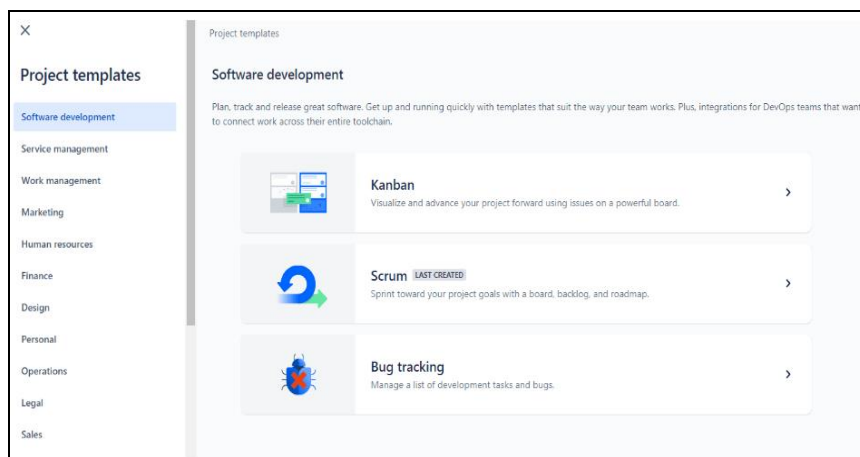 Project templates
Software development
Service management
Work management
Marketing
Human resources
Finance
Design
Personal
Operations
Legal
Sales
Project templates
Software development
Plan, track and release great software. Get up and running quickly with templates that suit the way your team works. Plus, integrations for DevOps teams that want
to connect work across their entire toolchain.
Kanban
Visualize and advance your project forward using issues on a powerful board.
Scrum LAST CREATED
Sprint toward your project goals with a board, backlog, and roadmap.
Bug tracking
Manage a list of development tasks and bugs.